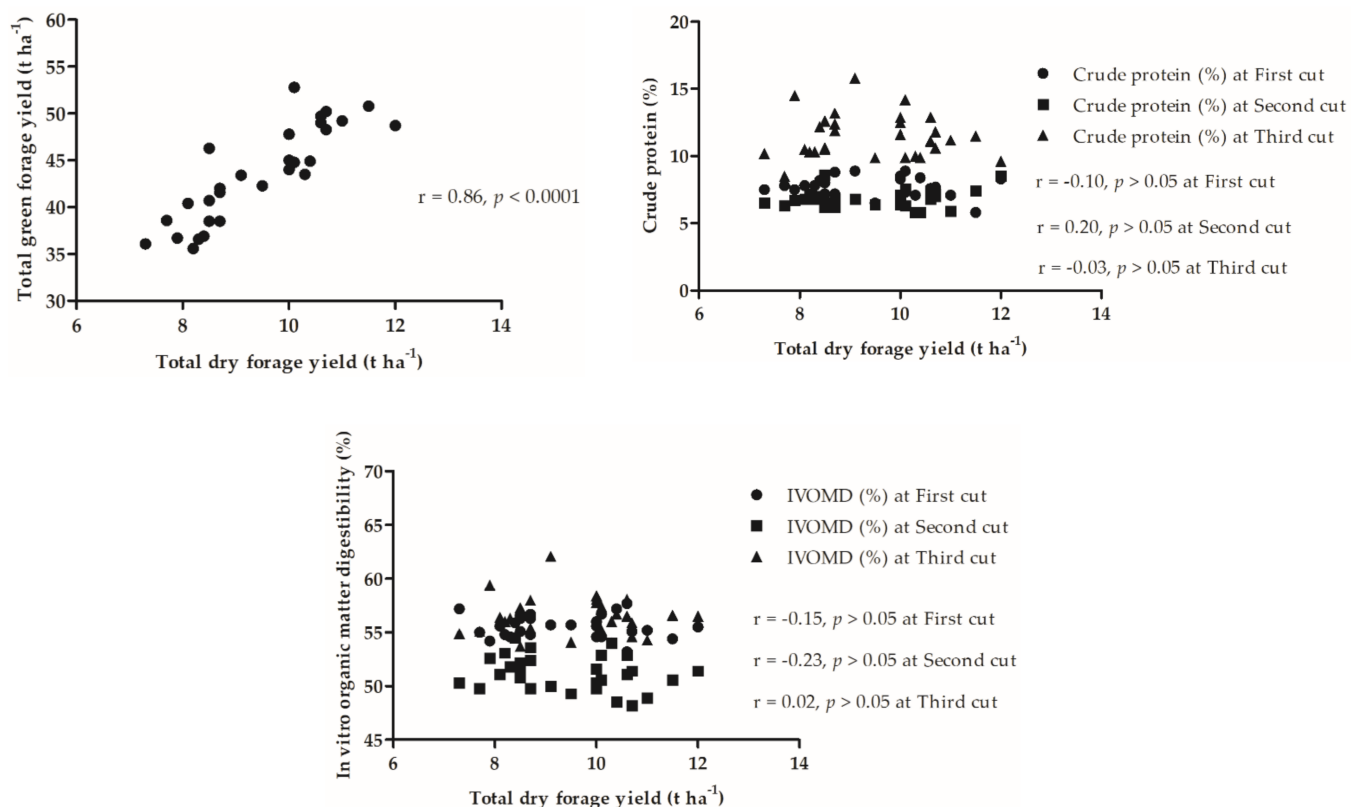 Total green forage yield (t ha⁻¹)
60
55
50
45
40
35
30
6
8
10
12
14
r = 0.86, p < 0.0001
Total dry forage yield (t ha⁻¹)
Crude protein (%)
20
15
10
5
0
6
8
10
12
14
Crude protein (%) at First cut
Crude protein (%) at Second cut
Crude protein (%) at Third cut
r = -0.10, p > 0.05 at First cut
r = 0.20, p > 0.05 at Second cut
r = -0.03, p > 0.05 at Third cut
Total dry forage yield (t ha⁻¹)
In vitro organic matter digestibility (%)
70
65
60
55
50
45
6
8
10
12
14
IVOMD (%) at First cut
IVOMD (%) at Second cut
IVOMD (%) at Third cut
r = -0.15, p > 0.05 at First cut
r = -0.23, p > 0.05 at Second cut
r = 0.02, p > 0.05 at Third cut
Total dry forage yield (t ha⁻¹)